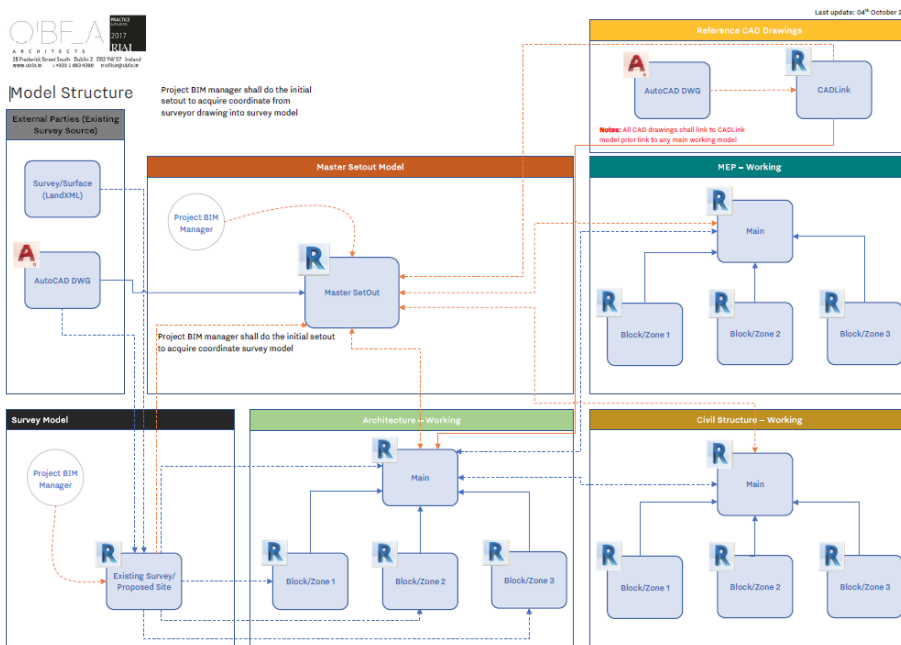 Last update: 04th October 2
O'BFA
ARCHITECTS
PRACTICE
2017
RIAI
28 Frederick Street South Dublin 2 D02 YW57 Ireland
Model Structure
Project BIM manager shall do the initial
setout to acquire coordinate from
surveyor drawing into survey model
External Parties (Existing
Survey Source)
Survey/Surface
(LandXML)
AutoCAD DWG
Master Setout Model
Project BIM
Manager
Master SetOut
Project BIM manager shall do the initial setout
to acquire coordinate survey model
Reference CAD Drawings
AutoCAD DWG
CADLink
Notes: All CAD drawings shall link to CADLink
model prior link to any main working model
MEP – Working
Main
Block/Zone 1
Block/Zone 2
Block/Zone 3
Survey Model
Project BIM
Manager
Existing Survey/
Proposed Site
Architecture – Working
Main
Block/Zone 1
Block/Zone 2
Block/Zone 3
Civil Structure – Working
Main
Block/Zone 1
Block/Zone 2
Block/Zone 3